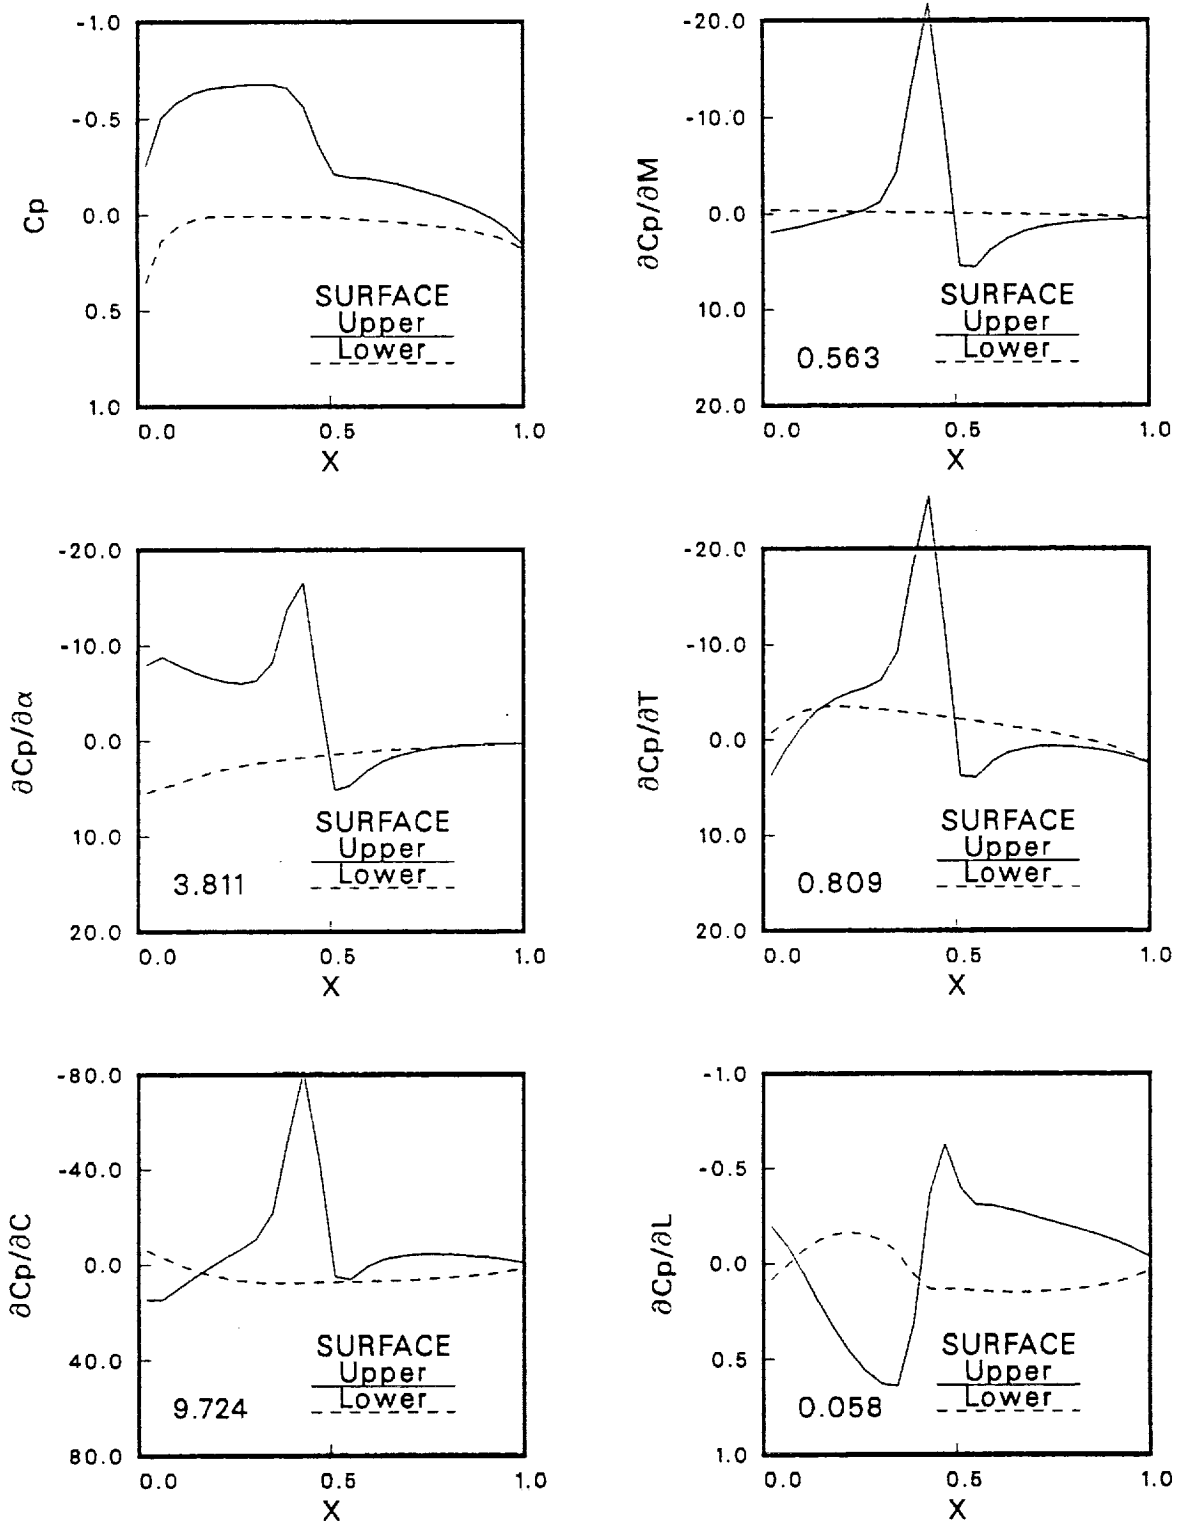 -1.0
-0.5
0.0
0.5
1.0
Cp
0.0 0.5 1.0
X
SURFACE
Upper
Lower
-20.0
-10.0
0.0
10.0
20.0
∂Cp/∂M
0.0 0.5 1.0
X
0.563
SURFACE
Upper
Lower
-20.0
-10.0
0.0
10.0
20.0
∂Cp/∂α
0.0 0.5 1.0
X
3.811
SURFACE
Upper
Lower
-20.0
-10.0
0.0
10.0
20.0
∂Cp/∂T
0.0 0.5 1.0
X
0.809
SURFACE
Upper
Lower
-80.0
-40.0
0.0
40.0
80.0
∂Cp/∂C
0.0 0.5 1.0
X
9.724
SURFACE
Upper
Lower
-1.0
-0.5
0.0
0.5
1.0
∂Cp/∂L
0.0 0.5 1.0
X
0.058
SURFACE
Upper
Lower